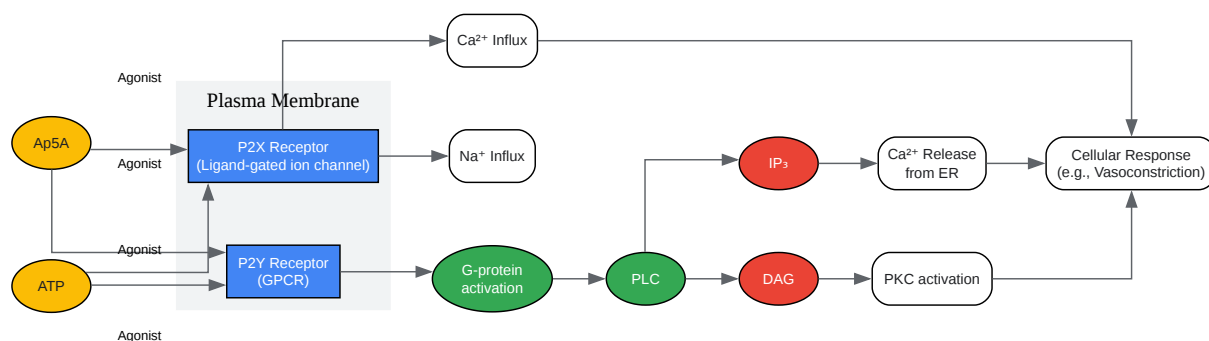 Ca²⁺ Influx
Agonist
Plasma Membrane
Ap5A
P2X Receptor
(Ligand-gated ion channel)
Agonist
Na⁺ Influx
IP₃
Ca²⁺ Release
from ER
Cellular Response
(e.g., Vasoconstriction)
Agonist
P2Y Receptor
(GPCR)
ATP
G-protein
activation
PLC
DAG
PKC activation
Agonist